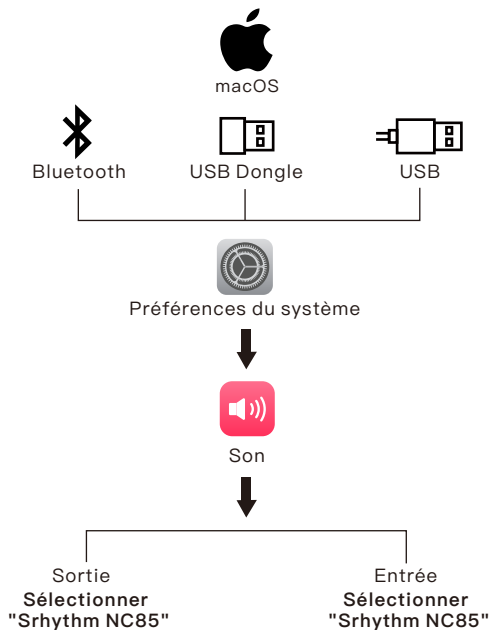 macOS
Bluetooth
USB Dongle
USB
Préférences du système
Son
Sortie
Sélectionner
"Srhythm NC85"
Entrée
Sélectionner
"Srhythm NC85"